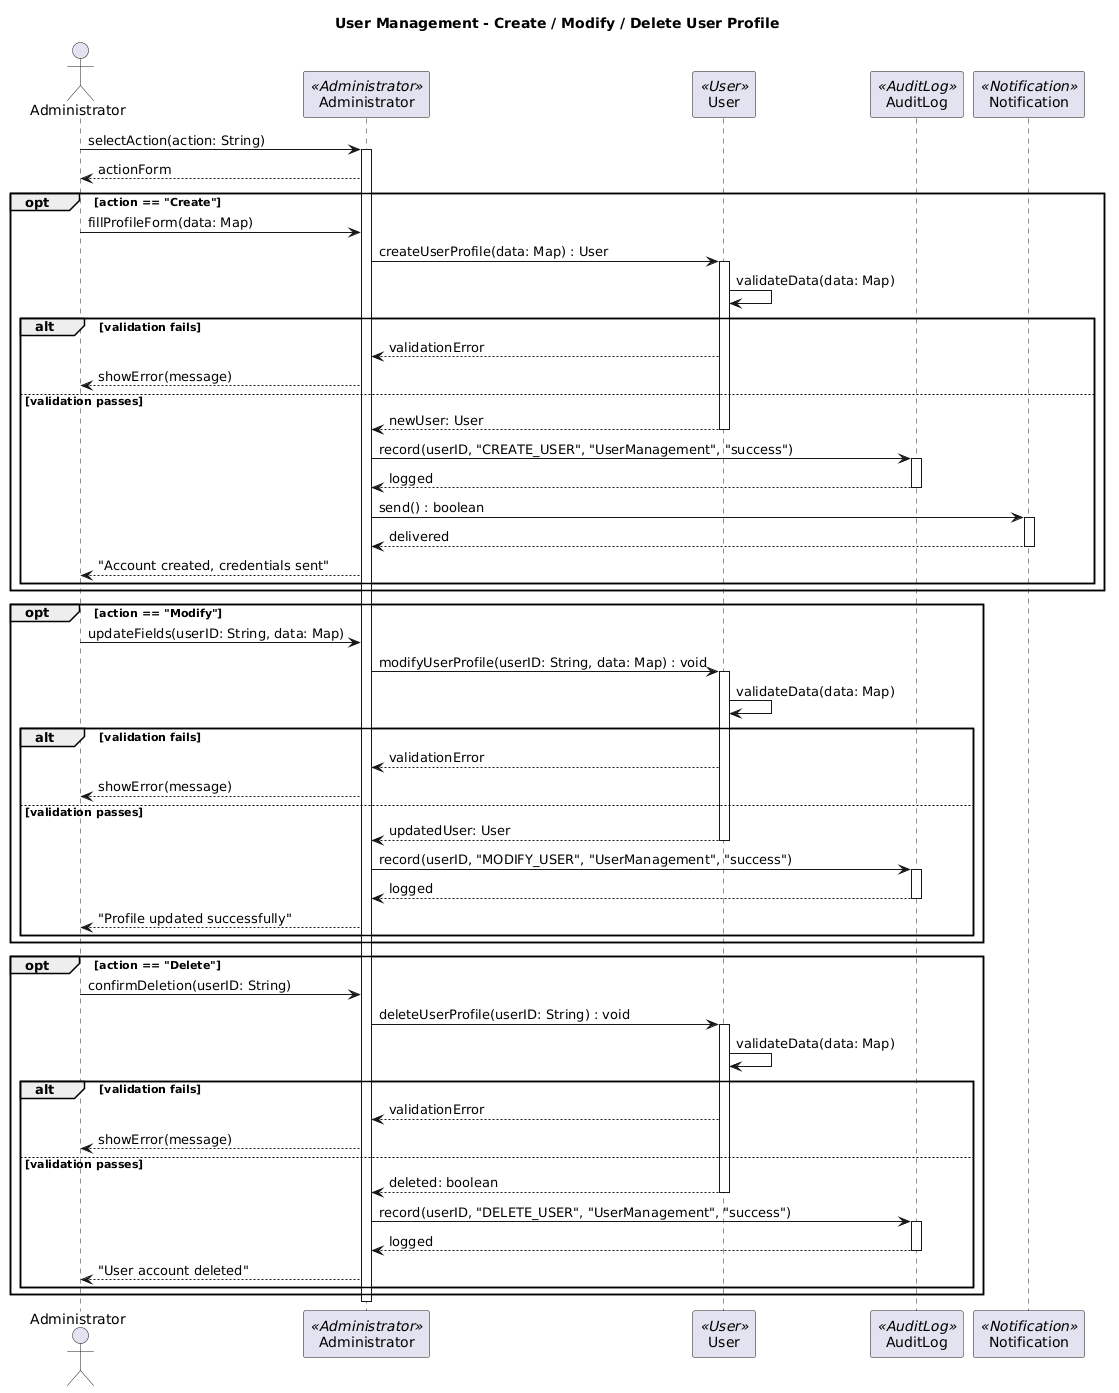 User Management - Create / Modify / Delete User Profile
Administrator
«Administrator»
Administrator
«User»
User
«AuditLog»
AuditLog
«Notification»
Notification
selectAction(action: String)
actionForm
opt [action == "Create"]
fillProfileForm(data: Map)
createUserProfile(data: Map) : User
validateData(data: Map)
alt [validation fails]
validationError
showError(message)
[validation passes]
newUser: User
record(userID, "CREATE_USER", "UserManagement", "success")
logged
send() : boolean
delivered
"Account created, credentials sent"
opt [action == "Modify"]
updateFields(userID: String, data: Map)
modifyUserProfile(userID: String, data: Map) : void
validateData(data: Map)
alt [validation fails]
validationError
showError(message)
[validation passes]
updatedUser: User
record(userID, "MODIFY_USER", "UserManagement", "success")
logged
"Profile updated successfully"
opt [action == "Delete"]
confirmDeletion(userID: String)
deleteUserProfile(userID: String) : void
validateData(data: Map)
alt [validation fails]
validationError
showError(message)
[validation passes]
deleted: boolean
record(userID, "DELETE_USER", "UserManagement", "success")
logged
"User account deleted"
Administrator
«Administrator»
Administrator
«User»
User
«AuditLog»
AuditLog
«Notification»
Notification